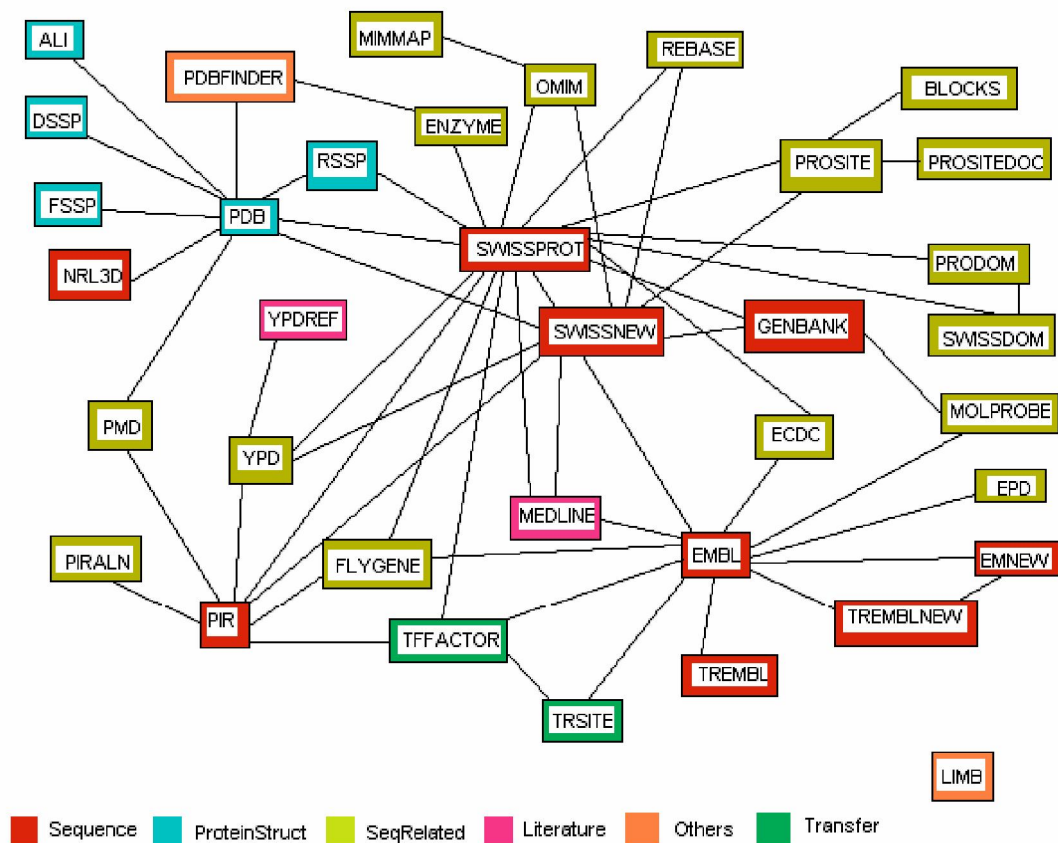 ALI
MIMMAP
REBASE
PDBFINDER
OMIM
BLOCKS
DSSP
ENZYME
RSSP
PROSITE
PROSITEDOC
FSSP
PDB
SWISSPROT
NRL3D
PRODOM
YPDREF
SWISSNEW
GENBANK
SWISSDOM
PMD
YPD
ECDC
MOLPROBE
EPD
MEDLINE
PIRALN
FLYGENE
EMBL
EMNEW
PIR
TFFACTOR
TREMBLNEW
TREMBL
TRSITE
LIMB
Sequence ProteinStruct SeqRelated Literature Others Transfer